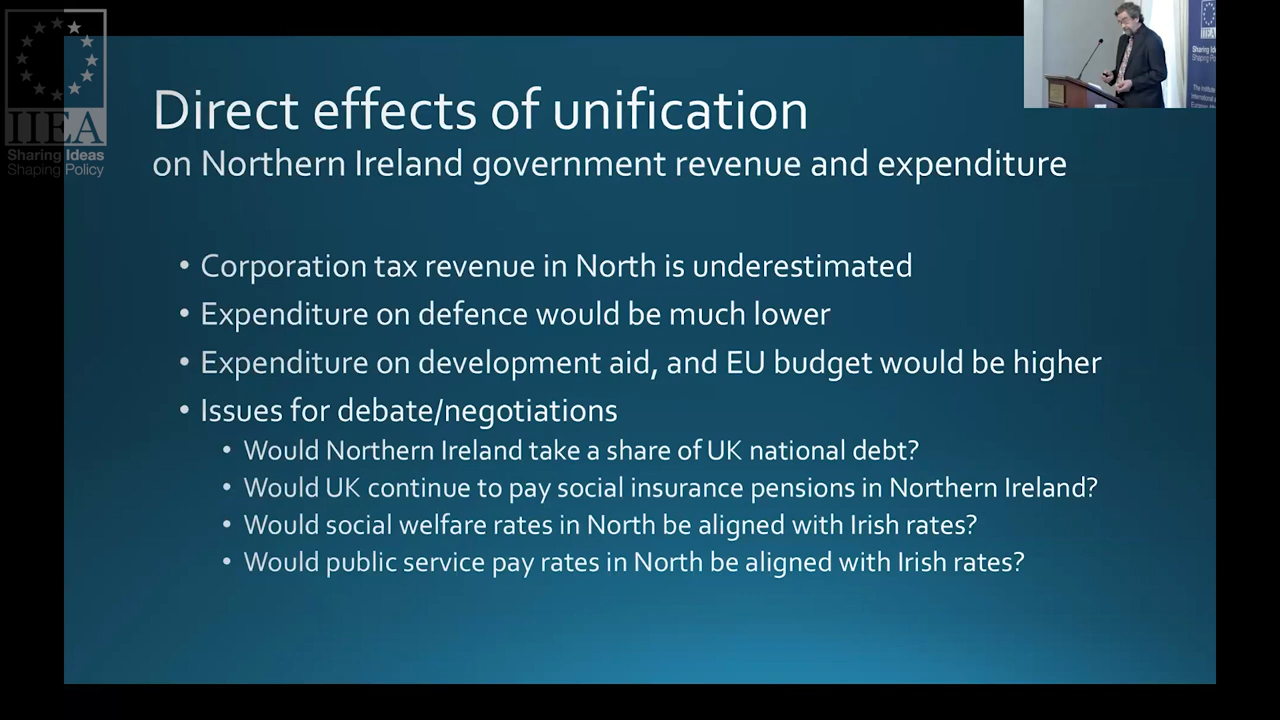 IIEA
Sharing Ideas
Shaping Policy
Direct effects of unification
on Northern Ireland government revenue and expenditure
• Corporation tax revenue in North is underestimated
• Expenditure on defence would be much lower
• Expenditure on development aid, and EU budget would be higher
• Issues for debate/negotiations
• Would Northern Ireland take a share of UK national debt?
• Would UK continue to pay social insurance pensions in Northern Ireland?
• Would social welfare rates in North be aligned with Irish rates?
• Would public service pay rates in North be aligned with Irish rates?
IIEA
Sharing
Shaping